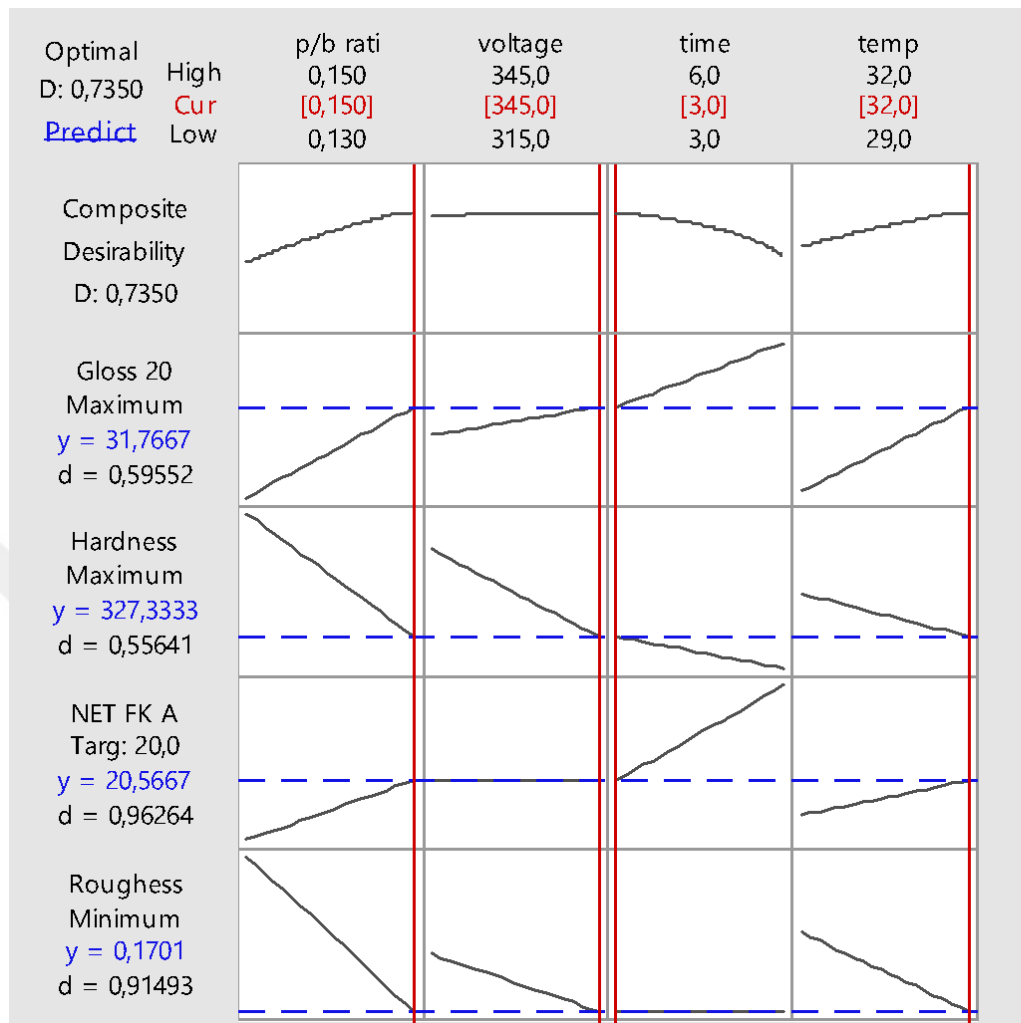 Optimal
D: 0,7350
Predict
High
Cur
Low
p/b rati
0,150
[0,150]
0,130
voltage
345,0
[345,0]
315,0
time
6,0
[3,0]
3,0
temp
32,0
[32,0]
29,0
Composite
Desirability
D: 0,7350
Gloss 20
Maximum
y = 31,7667
d = 0,59552
Hardness
Maximum
y = 327,3333
d = 0,55641
NET FK A
Targ: 20,0
y = 20,5667
d = 0,96264
Roughess
Minimum
y = 0,1701
d = 0,91493